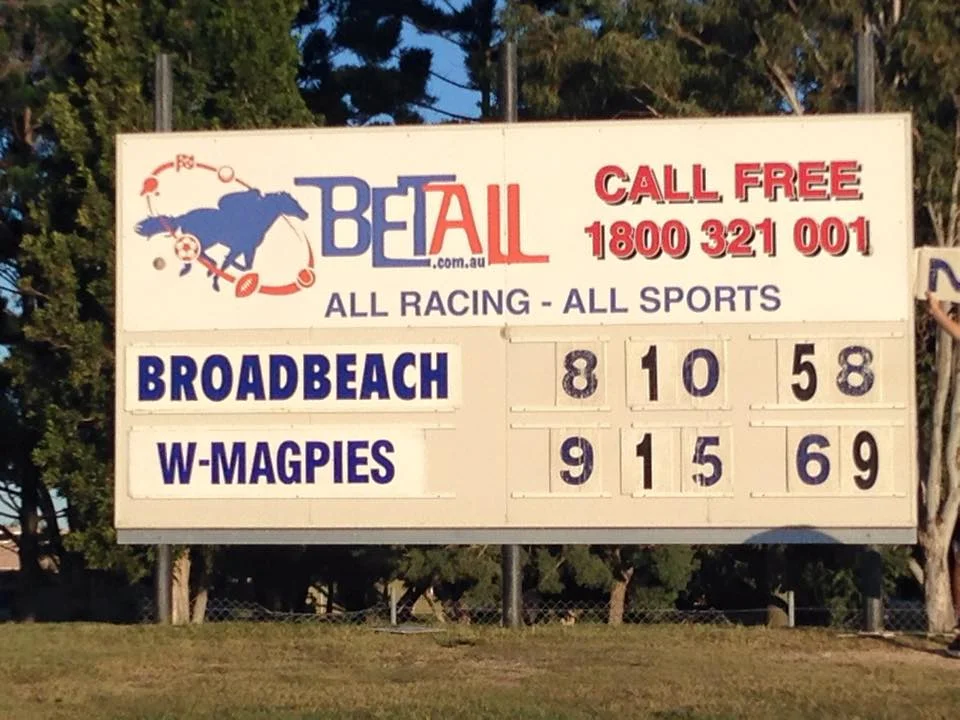 BETALL
.com.au
CALL FREE
1800 321 001
ALL RACING - ALL SPORTS
BROADBEACH 8 10 58
W-MAGPIES 9 15 69